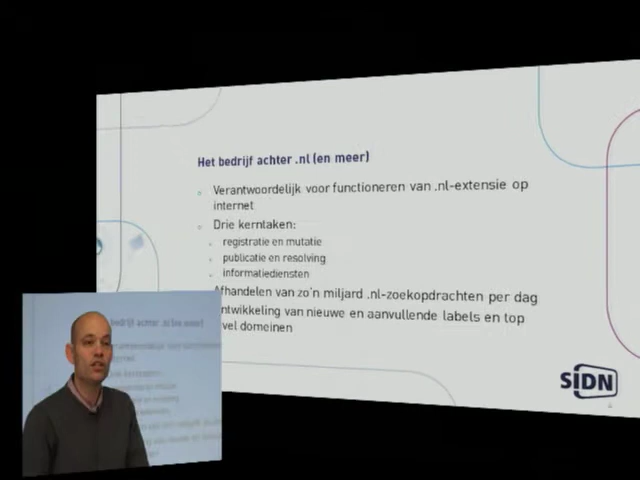 Het bedrijf achter .nl (en meer)
Verantwoordelijk voor functioneren van .nl-extensie op
internet
Drie kerntaken:
registratie en mutatie
publicatie en resolving
informatiediensten
Afhandelen van zo'n miljard .nl-zoekopdrachten per dag
ntwikkeling van nieuwe en aanvullende labels en top
vel domeinen
SIDN